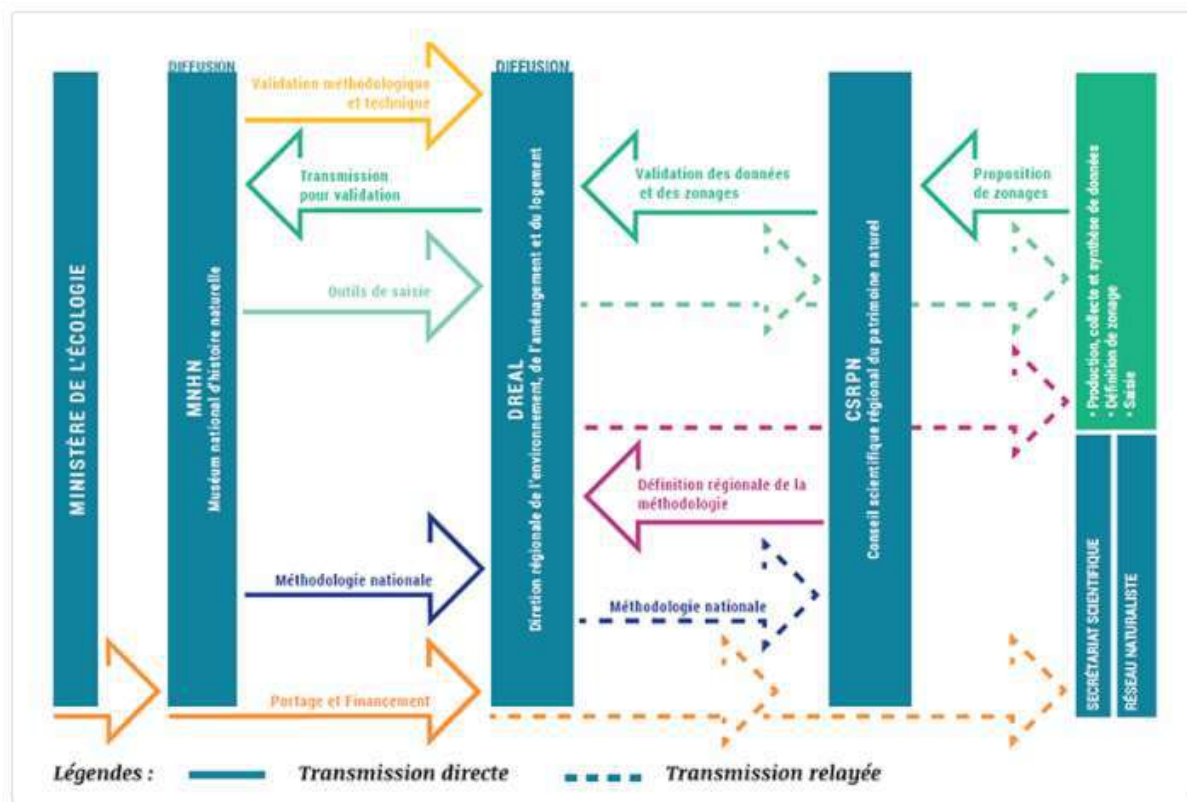 MINISTÈRE DE L'ÉCOLOGIE
DIFFUSION
MNHN
Muséum national d'histoire naturelle
Validation méthodologique
et technique
Transmission
pour validation
Outils de saisie
Méthodologie nationale
Portage et Financement
DIFFUSION
DREAL
Diretion régionale de l'environnement, de l'aménagement et du logement
Validation des données
et des zonages
Définition régionale de la
méthodologie
Méthodologie nationale
CSRPN
Conseil scientifique régional du patrimoine naturel
Proposition
de zonages
• Production, collecte et synthèse de données
• Définition de zonage
• Saisie
SECRÉTARIAT SCIENTIFIQUE
RÉSEAU NATURALISTE
Légendes :
Transmission directe
Transmission relayée